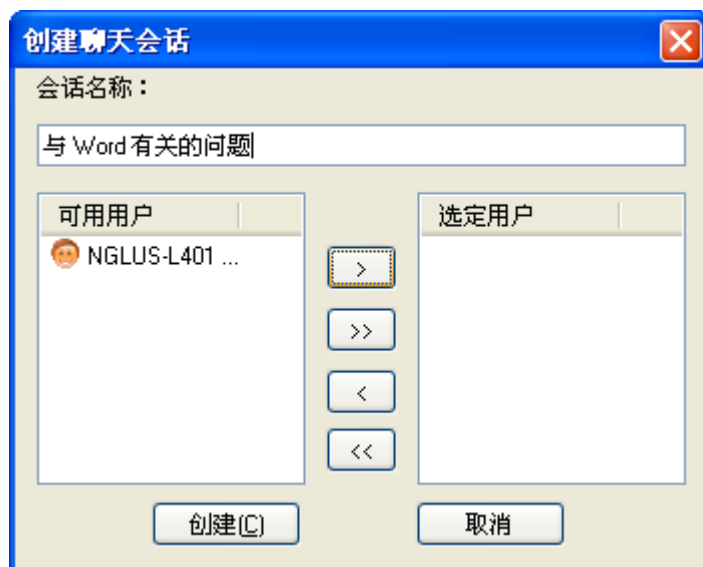 创建聊天会话
会话名称：
与 Word 有关的问题
可用用户
选定用户
NGLUS-L401 ...
>
>>
<
<<
创建(C)
取消